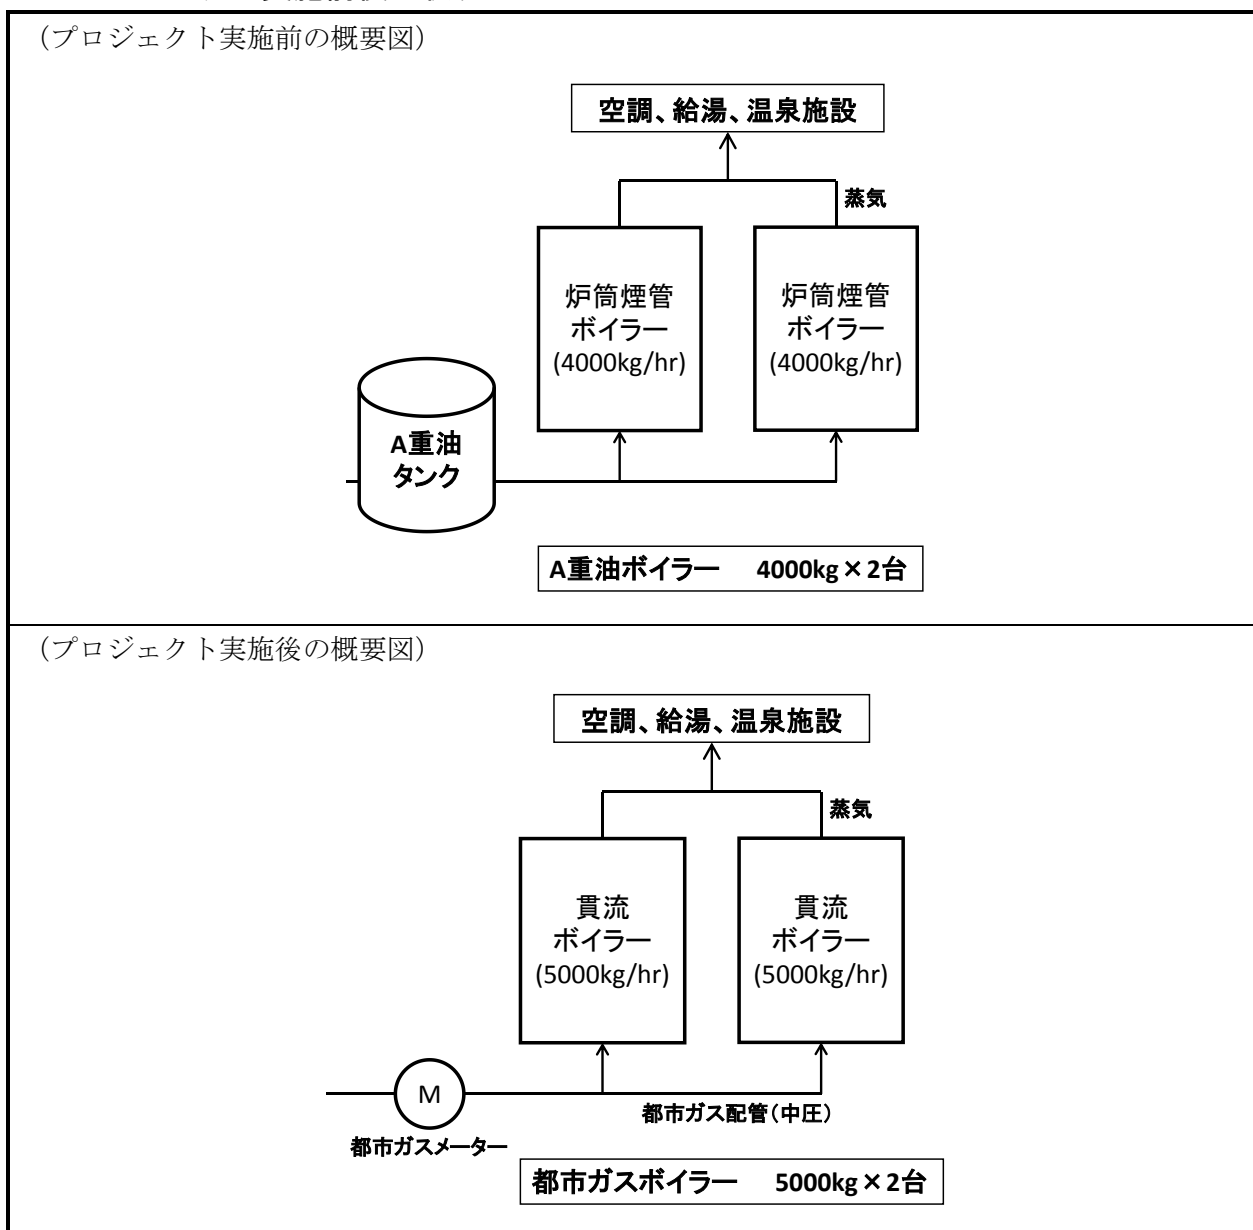 (プロジェクト実施前の概要図)
空調、給湯、温泉施設
蒸気
炉筒煙管
ボイラー
(4000kg/hr)
炉筒煙管
ボイラー
(4000kg/hr)
A重油
タンク
A重油ボイラー 4000kg×2台
(プロジェクト実施後の概要図)
空調、給湯、温泉施設
蒸気
貫流
ボイラー
(5000kg/hr)
貫流
ボイラー
(5000kg/hr)
M
都市ガス配管(中圧)
都市ガスメーター
都市ガスボイラー 5000kg×2台